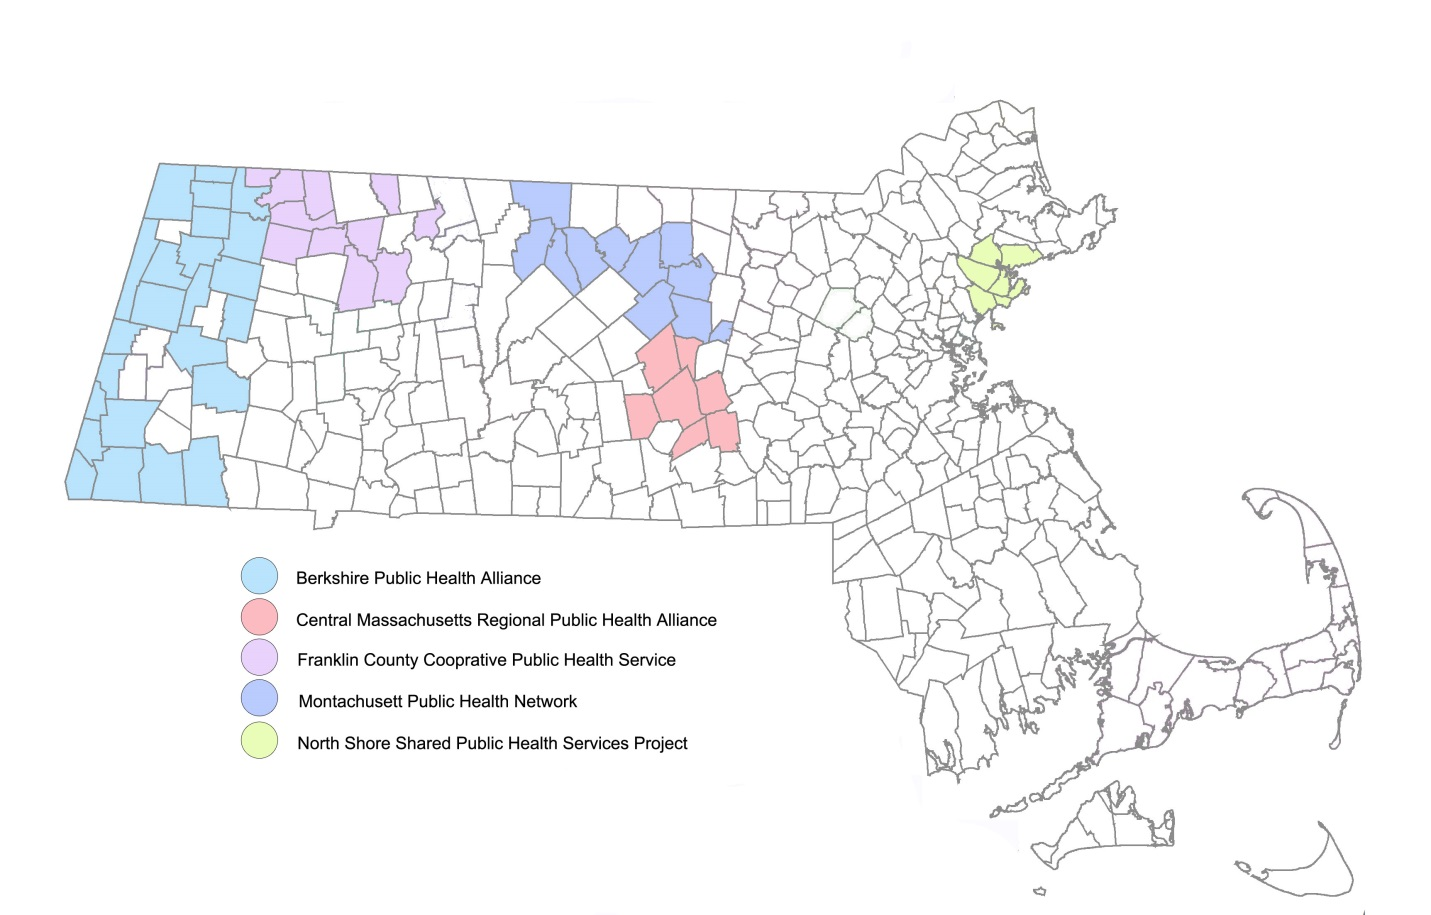 Berkshire Public Health Alliance
Central Massachusetts Regional Public Health Alliance
Franklin County Cooprative Public Health Service
Montachusett Public Health Network
North Shore Shared Public Health Services Project